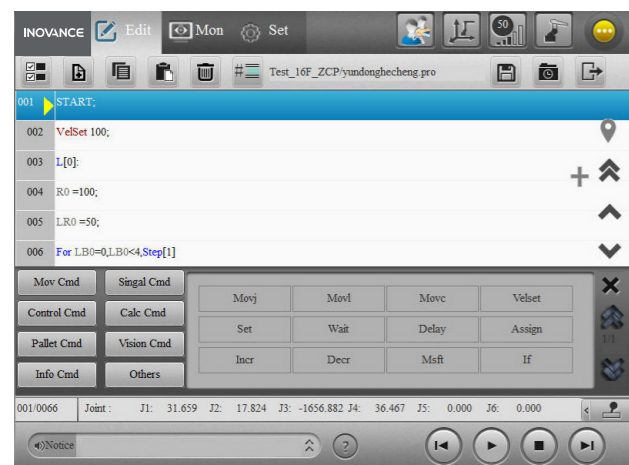 INOVANCE Edit Mon Set 50
# Test_16F_ZCP/yundonghecheng.pro
001 START;
002 VelSet 100;
003 L[0]:
004 R0 =100;
005 LR0 =50;
006 For LB0=0,LB0<4,Step[1]
Mov Cmd Singal Cmd
Movj Movl Movc Velset
Control Cmd Calc Cmd
Set Wait Delay Assign
Pallet Cmd Vision Cmd
1/1
Incr Decr Msft If
Info Cmd Others
001/0066 Joint : J1: 31.659 J2: 17.824 J3: -1656.882 J4: 36.467 J5: 0.000 J6: 0.000
Notice ?